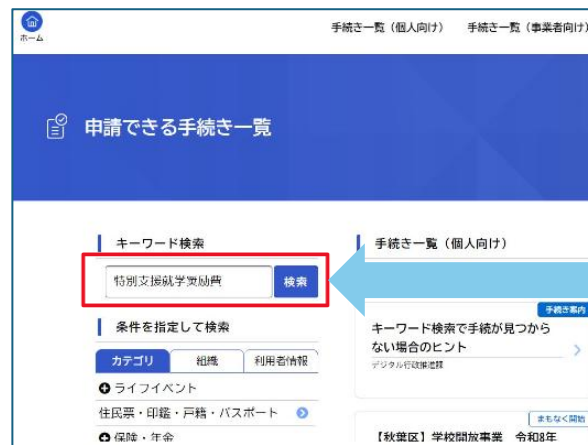 ホーム
手続き一覧（個人向け）
手続き一覧（事業者向け）
申請できる手続き一覧
キーワード検索
特別支援就学奨励費
検索
条件を指定して検索
カテゴリ
組織
利用者情報
ライフイベント
住民票・印鑑・戸籍・パスポート
保険・年金
手続き一覧（個人向け）
手続き案内
キーワード検索で手続が見つから
ない場合のヒント
デジタル行政推進課
まもなく開始
【秋葉区】学校開放事業　令和8年